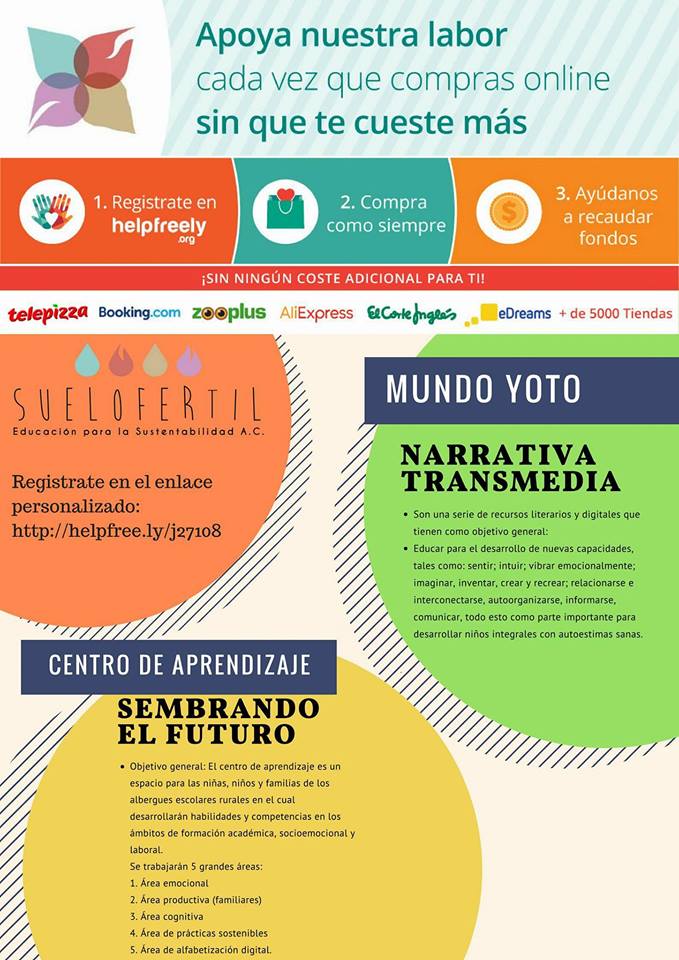 Apoya nuestra labor
cada vez que compras online
sin que te cueste más
1. Registrate en
helpfreely
.org
2. Compra
como siempre
3. Ayúdanos
a recaudar
fondos
¡SIN NINGÚN COSTE ADICIONAL PARA TI!
telepizza Booking.com zooplus AliExpress El Corte Inglés eDreams + de 5000 Tiendas
SUELOFERTIL
Educación para la Sustentabilidad A.C.
Registrate en el enlace
personalizado:
http://helpfree.ly/j27108
MUNDO YOTO
NARRATIVA
TRANSMEDIA
• Son una serie de recursos literarios y digitales que
tienen como objetivo general:
• Educar para el desarrollo de nuevas capacidades,
tales como: sentir; intuir; vibrar emocionalmente;
imaginar, inventar, crear y recrear; relacionarse e
interconectarse, autoorganizarse, informarse,
comunicar, todo esto como parte importante para
desarrollar niños integrales con autoestimas sanas.
CENTRO DE APRENDIZAJE
SEMBRANDO
EL FUTURO
• Objetivo general: El centro de aprendizaje es un
espacio para las niñas, niños y familias de los
albergues escolares rurales en el cual
desarrollarán habilidades y competencias en los
ámbitos de formación académica, socioemocional y
laboral.
Se trabajarán 5 grandes áreas:
1. Área emocional
2. Área productiva (familiares)
3. Área cognitiva
4. Área de prácticas sostenibles
5. Área de alfabetización digital.